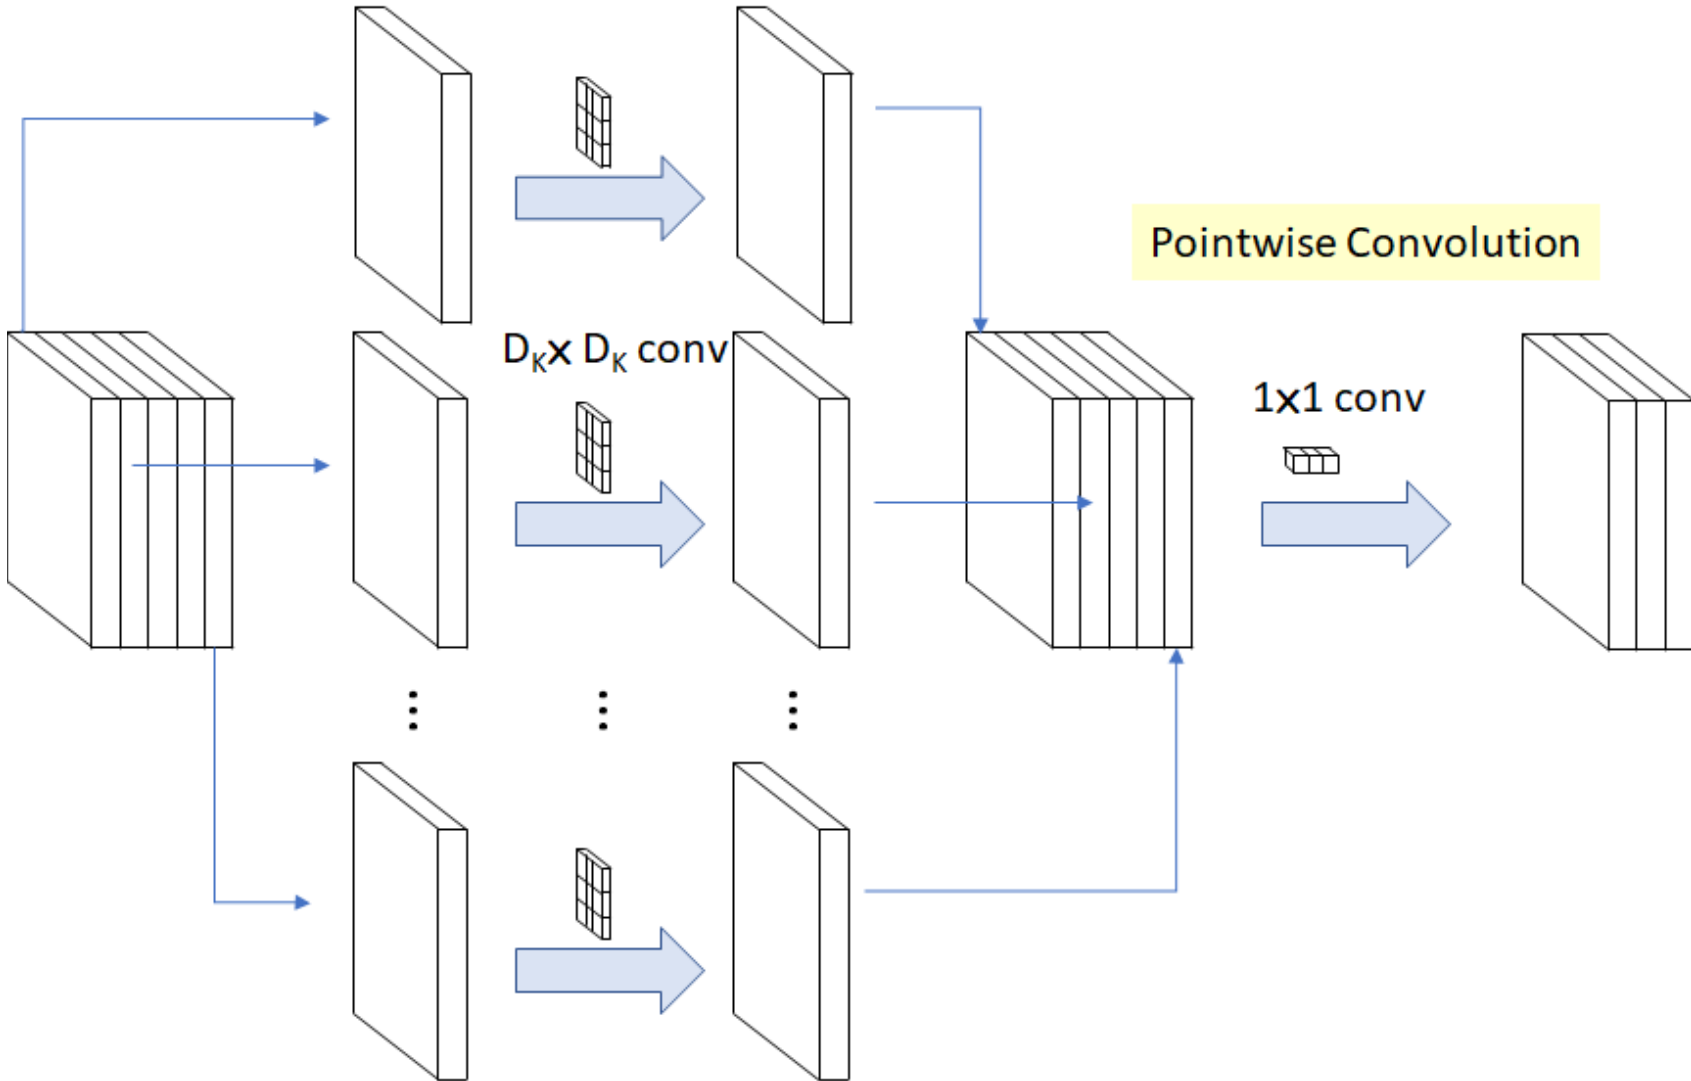 Pointwise Convolution
Dₖx Dₖ conv
1x1 conv